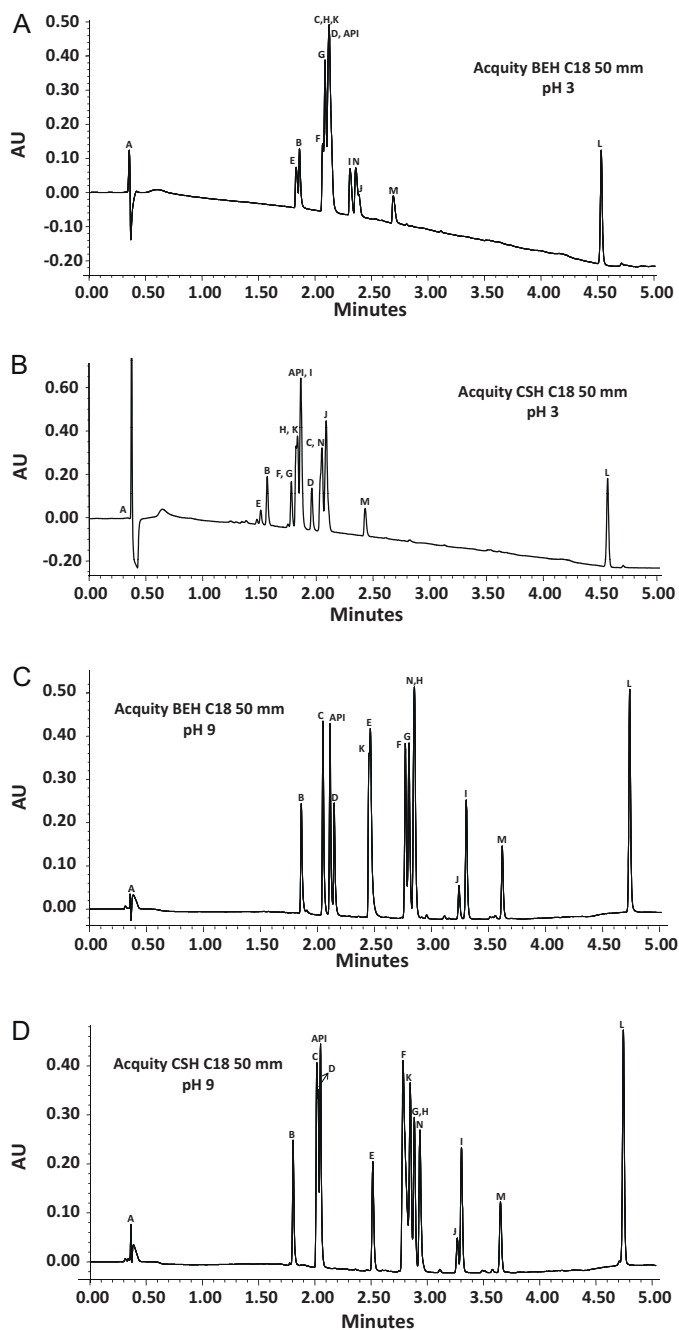 A
C,H,K
D, API
G
F
A
B
E
I N
J
M
L
Acquity BEH C18 50 mm
pH 3
AU
0.50
0.40
0.30
0.20
0.10
0.00
-0.10
-0.20
0.00 0.50 1.00 1.50 2.00 2.50 3.00 3.50 4.00 4.50 5.00
Minutes
B
API, I
H, K
J
C, N
B
F, G
D
E
A
M
L
Acquity CSH C18 50 mm
pH 3
AU
0.60
0.40
0.20
0.00
-0.20
0.00 0.50 1.00 1.50 2.00 2.50 3.00 3.50 4.00 4.50 5.00
Minutes
C
Acquity BEH C18 50 mm
pH 9
N,H
C API
E
K
F G
B
D
A
I
J
M
L
AU
0.50
0.40
0.30
0.20
0.10
0.00
0.00 0.50 1.00 1.50 2.00 2.50 3.00 3.50 4.00 4.50 5.00
Minutes
D
Acquity CSH C18 50 mm
pH 9
API
C
D
F
K
G,H
N
B
E
A
I
J
M
L
AU
0.40
0.30
0.20
0.10
0.00
0.00 0.50 1.00 1.50 2.00 2.50 3.00 3.50 4.00 4.50 5.00
Minutes